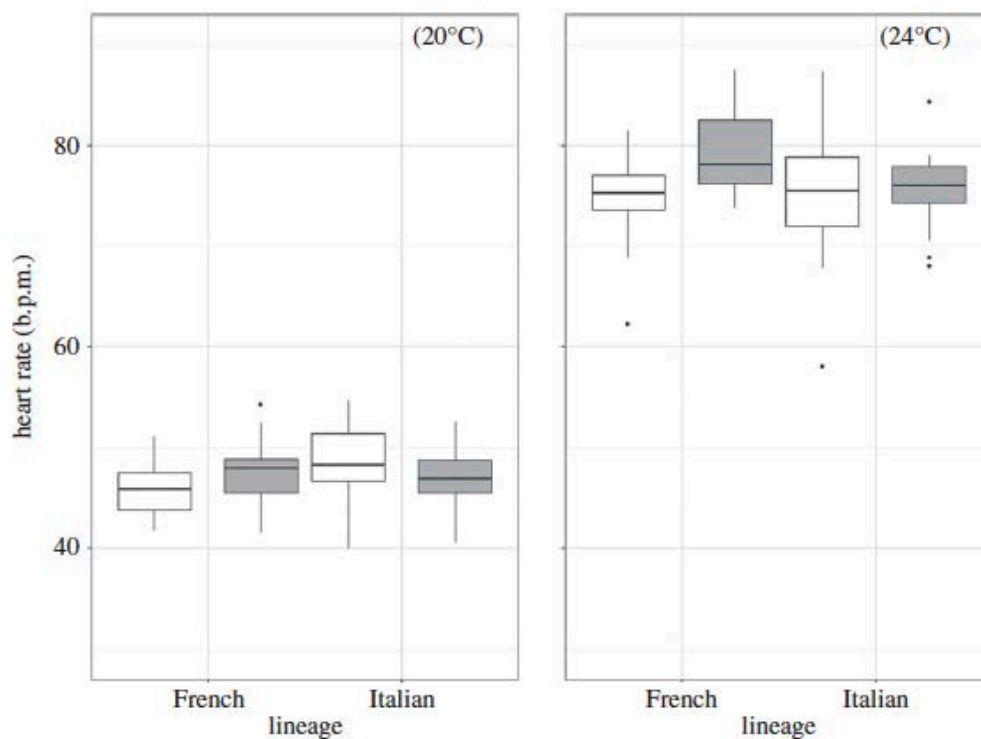 (20°C)
(24°C)
heart rate (b.p.m.)
80
60
40
French
Italian
lineage
French
Italian
lineage